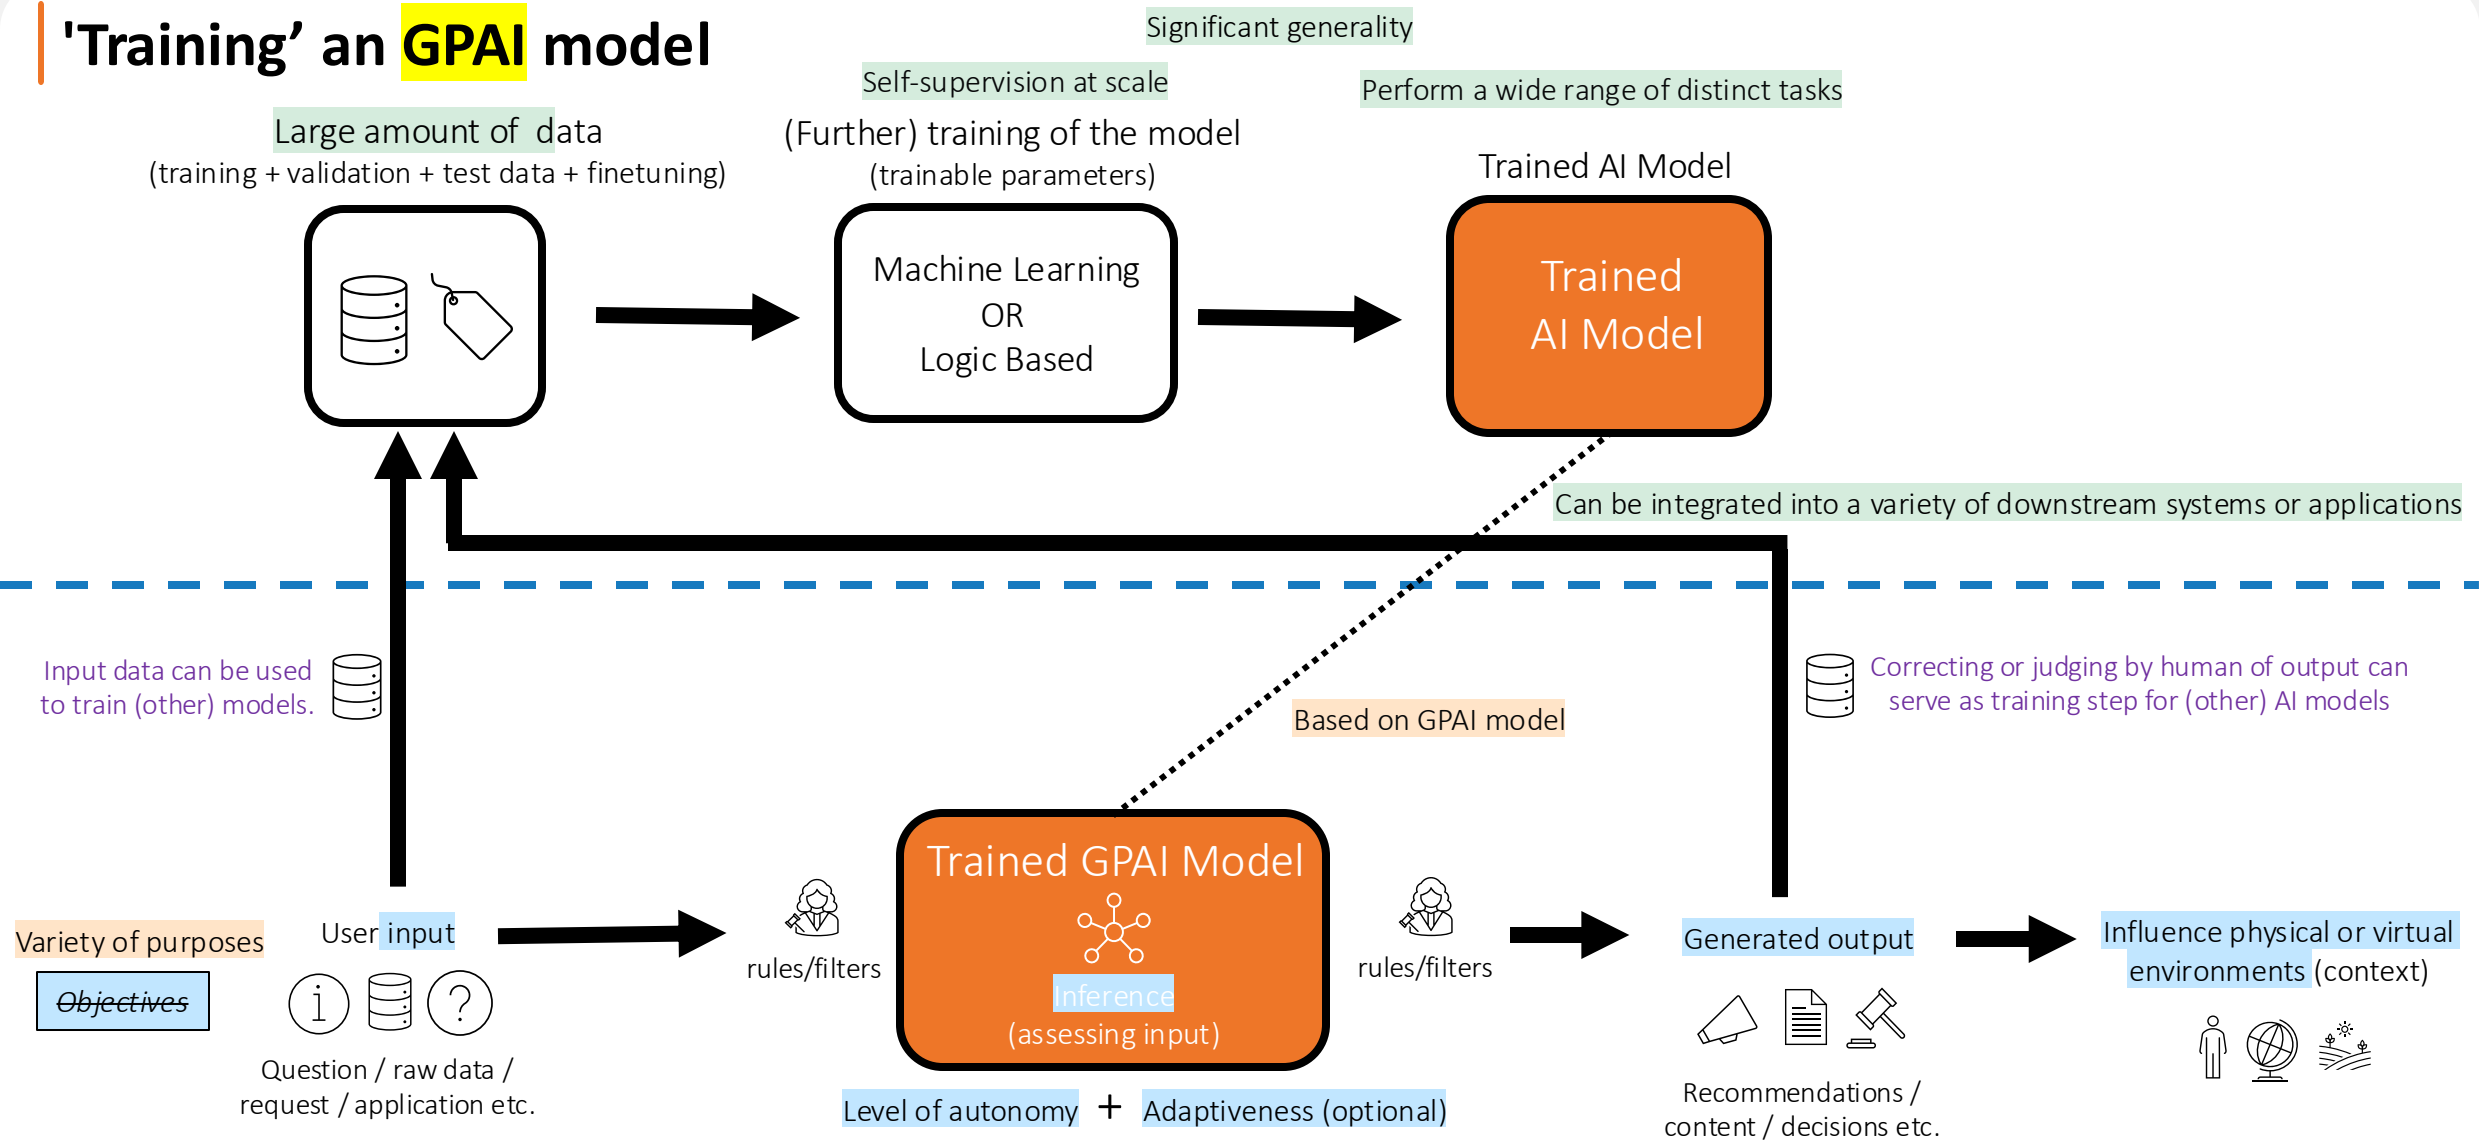 'Training’ an GPAI model
Significant generality
Self-supervision at scale
Perform a wide range of distinct tasks
Large amount of data
(training + validation + test data + finetuning)
(Further) training of the model
(trainable parameters)
Trained AI Model
Machine Learning
OR
Logic Based
Trained
AI Model
Can be integrated into a variety of downstream systems or applications
Input data can be used
to train (other) models.
Based on GPAI model
Correcting or judging by human of output can
serve as training step for (other) AI models
Variety of purposes
Objectives
User input
Question / raw data /
request / application etc.
rules/filters
Trained GPAI Model
Inference
(assessing input)
Level of autonomy + Adaptiveness (optional)
rules/filters
Generated output
Recommendations /
content / decisions etc.
Influence physical or virtual
environments (context)